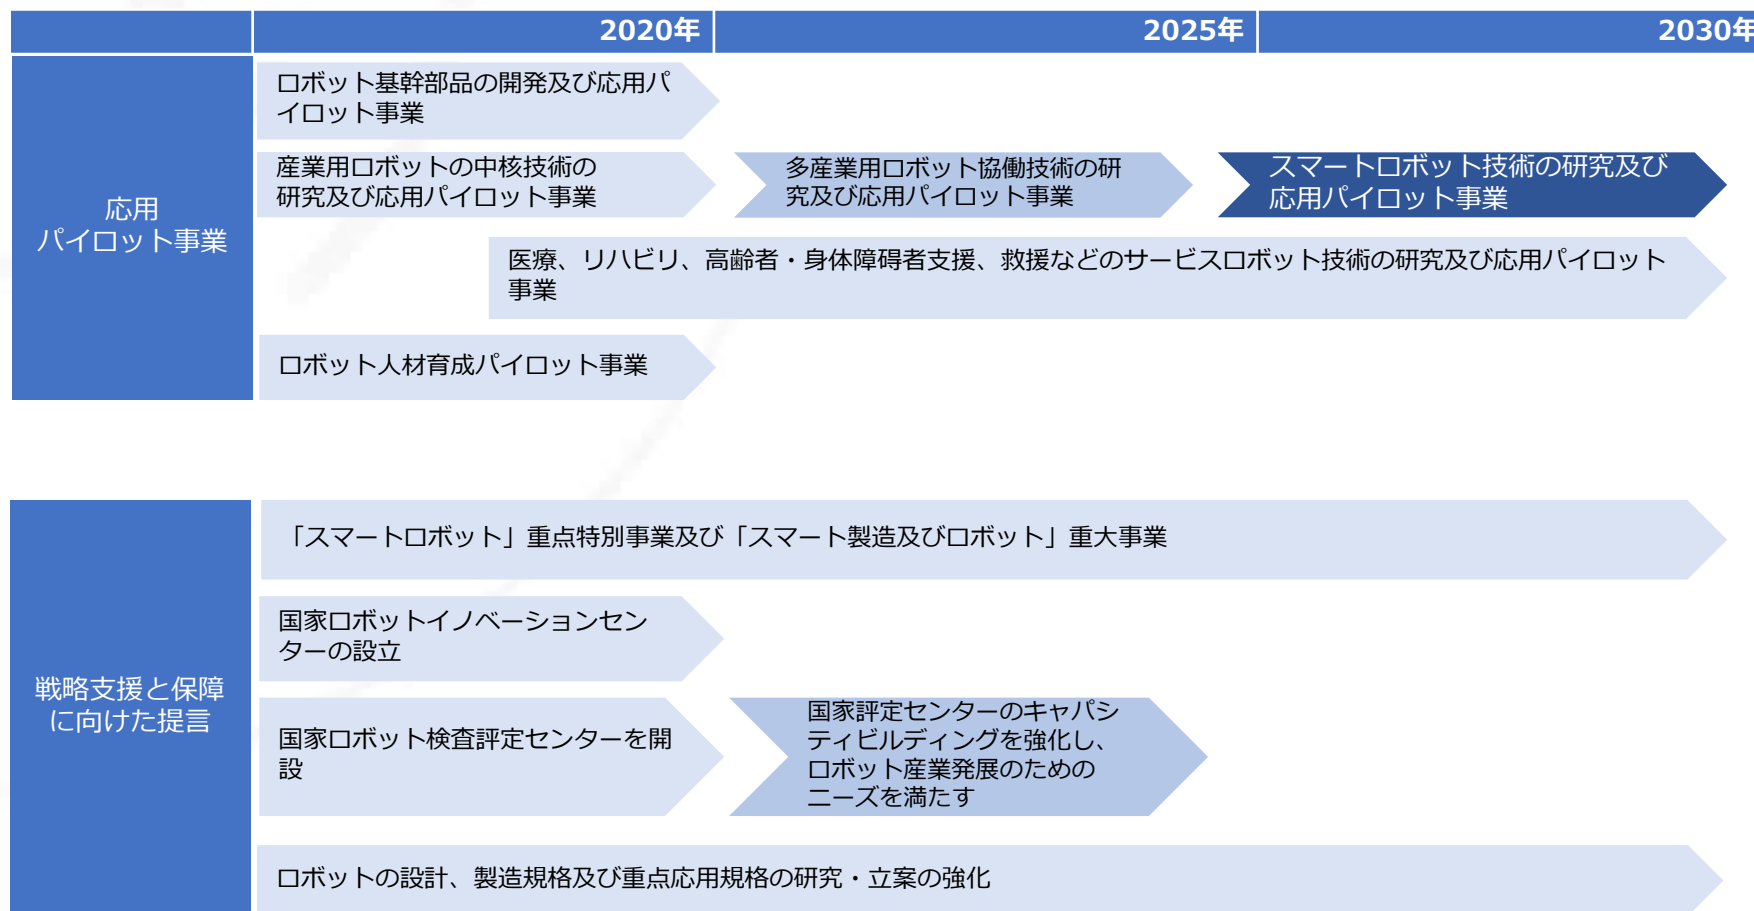 2020年
2025年
2030年
応用
パイロット事業
ロボット基幹部品の開発及び応用パ
イロット事業
産業用ロボットの中核技術の
研究及び応用パイロット事業
多産業用ロボット協働技術の研
究及び応用パイロット事業
スマートロボット技術の研究及び
応用パイロット事業
医療、リハビリ、高齢者・身体障碍者支援、救援などのサービスロボット技術の研究及び応用パイロット
事業
ロボット人材育成パイロット事業
戦略支援と保障
に向けた提言
「スマートロボット」重点特別事業及び「スマート製造及びロボット」重大事業
国家ロボットイノベーションセン
ターの設立
国家ロボット検査評定センターを開
設
国家評定センターのキャパシ
ティビルディングを強化し、
ロボット産業発展のための
ニーズを満たす
ロボットの設計、製造規格及び重点応用規格の研究・立案の強化